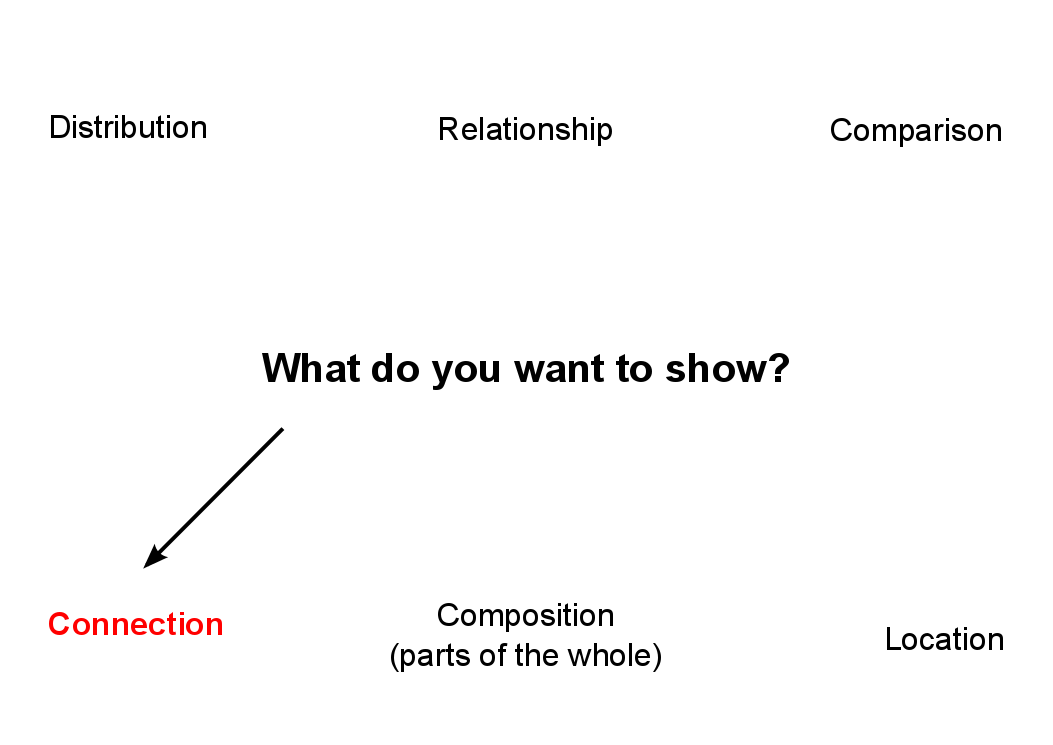 Distribution
Relationship
Comparison
What do you want to show?
Connection
Composition
(parts of the whole)
Location